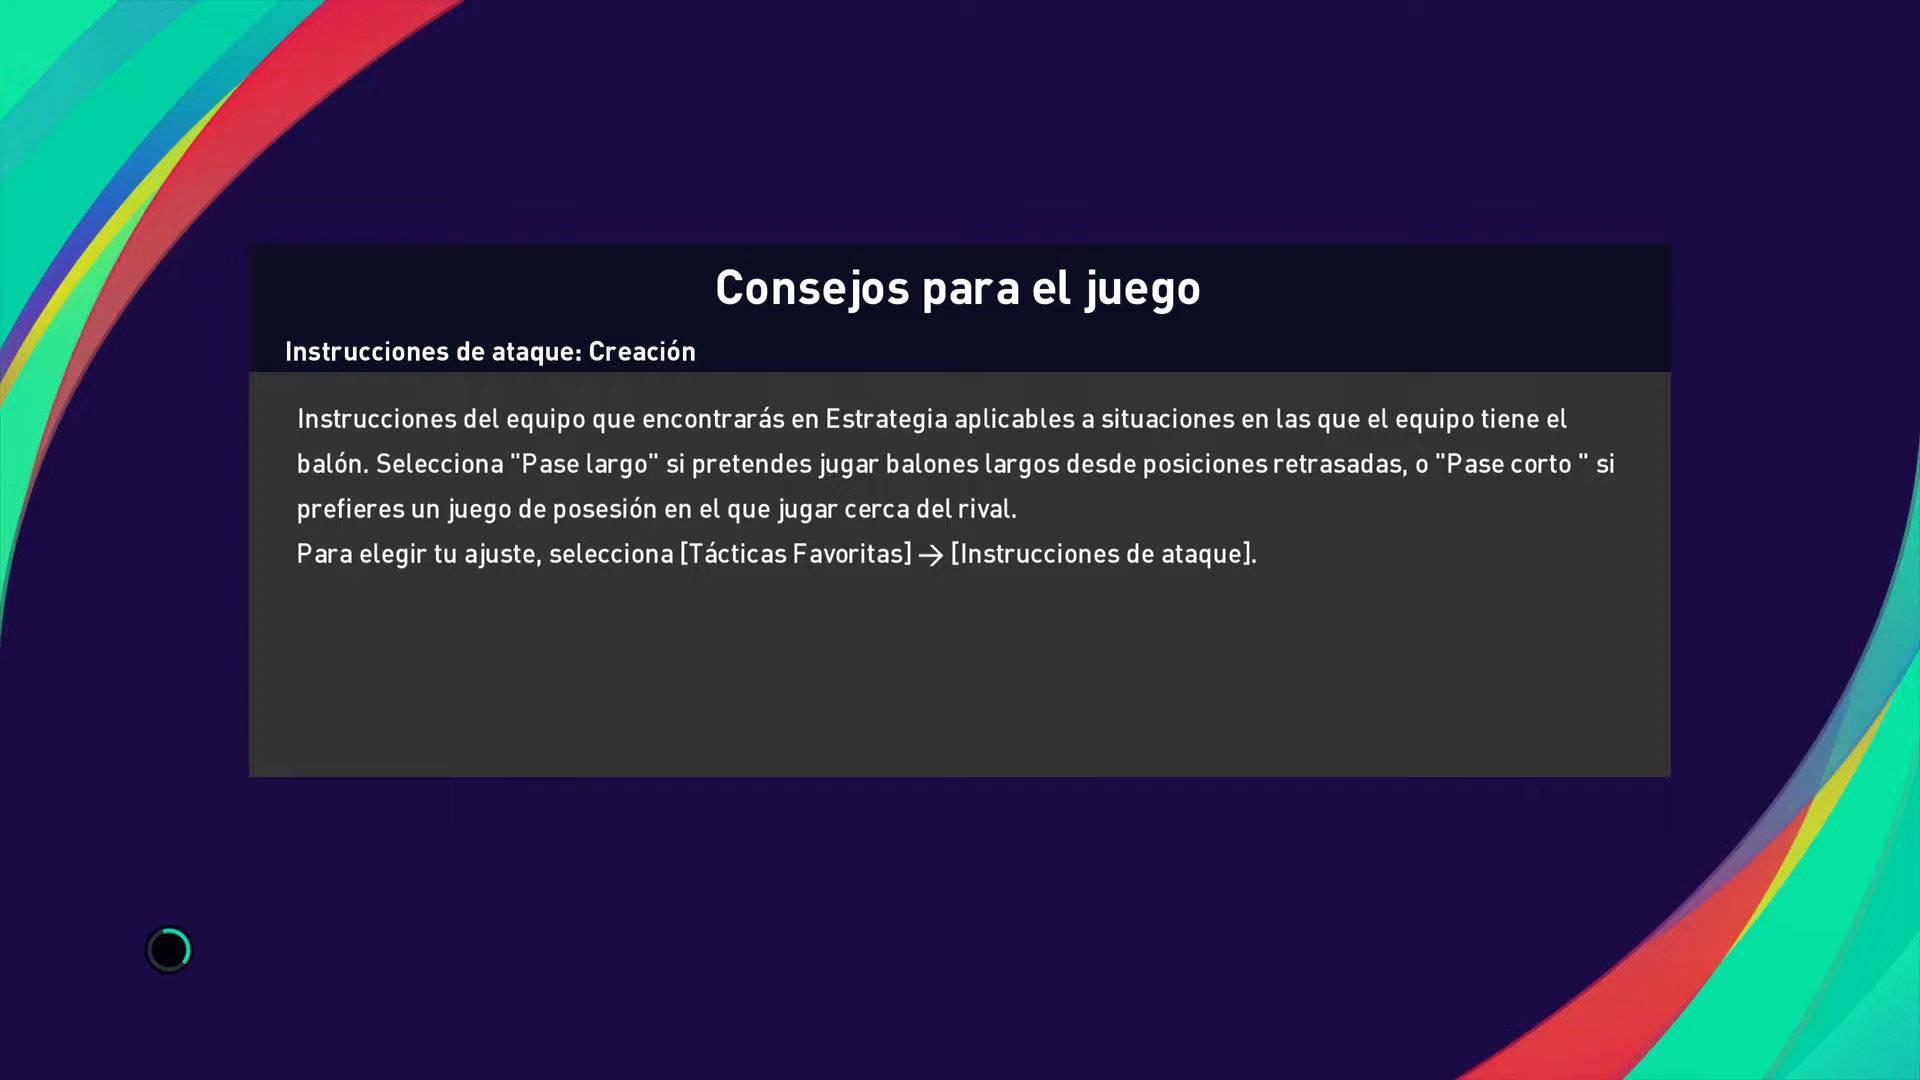 Consejos para el juego
Instrucciones de ataque: Creación
Instrucciones del equipo que encontrarás en Estrategia aplicables a situaciones en las que el equipo tiene el
balón. Selecciona "Pase largo" si pretendes jugar balones largos desde posiciones retrasadas, o "Pase corto " si
prefieres un juego de posesión en el que jugar cerca del rival.
Para elegir tu ajuste, selecciona [Tácticas Favoritas] → [Instrucciones de ataque].